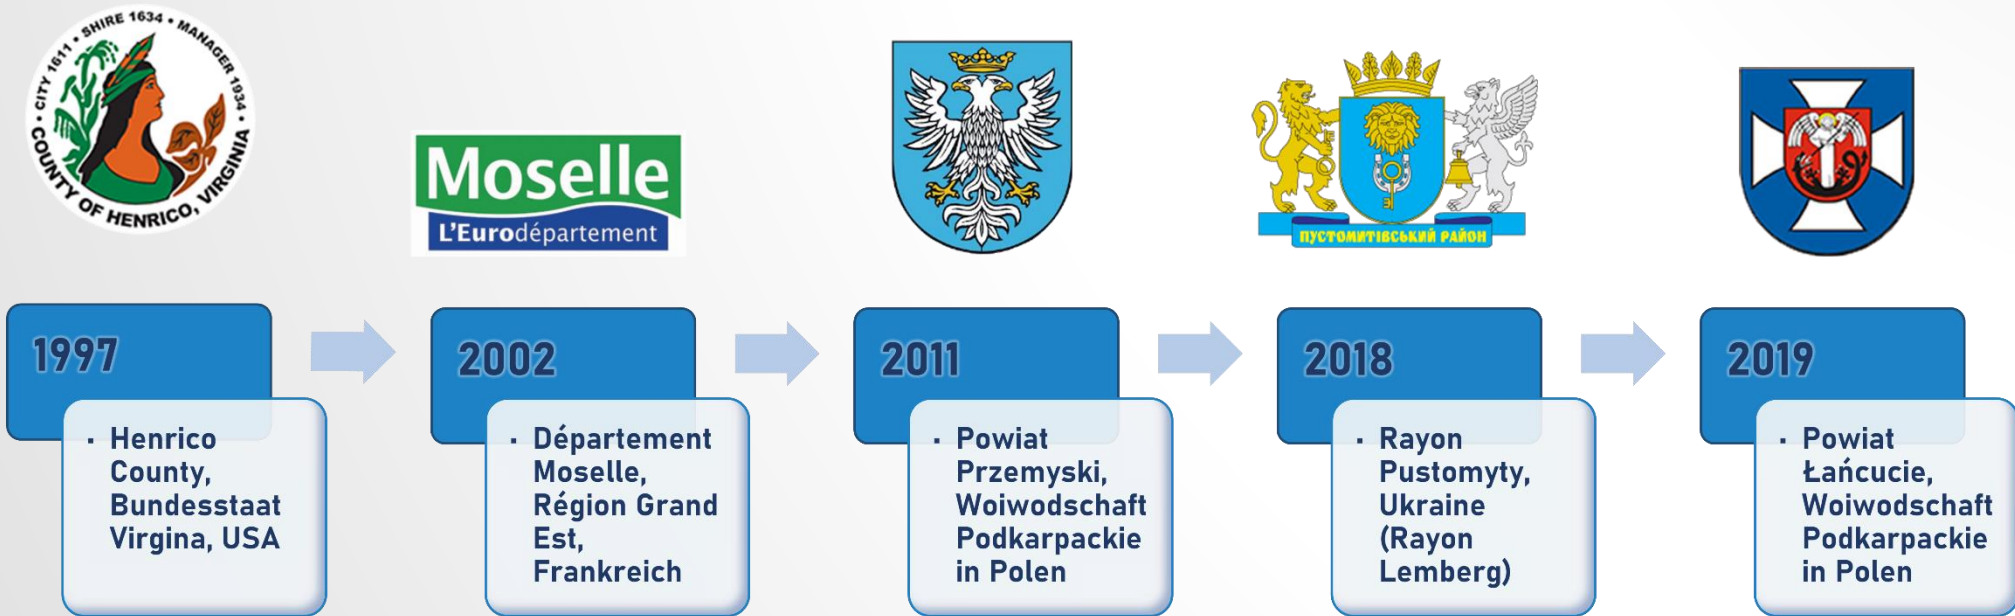 CITY 1611 • SHIRE 1634 • MANAGER 1934 •
COUNTY OF HENRICO, VIRGINIA
Moselle
L'Eurodépartement
ПУСТОМИТІВСЬКИЙ РАЙОН
1997
· Henrico
County,
Bundesstaat
Virgina, USA
2002
· Département
Moselle,
Région Grand
Est,
Frankreich
2011
· Powiat
Przemyski,
Woiwodschaft
Podkarpackie
in Polen
2018
· Rayon
Pustomyty,
Ukraine
(Rayon
Lemberg)
2019
· Powiat
Łańcucie,
Woiwodschaft
Podkarpackie
in Polen